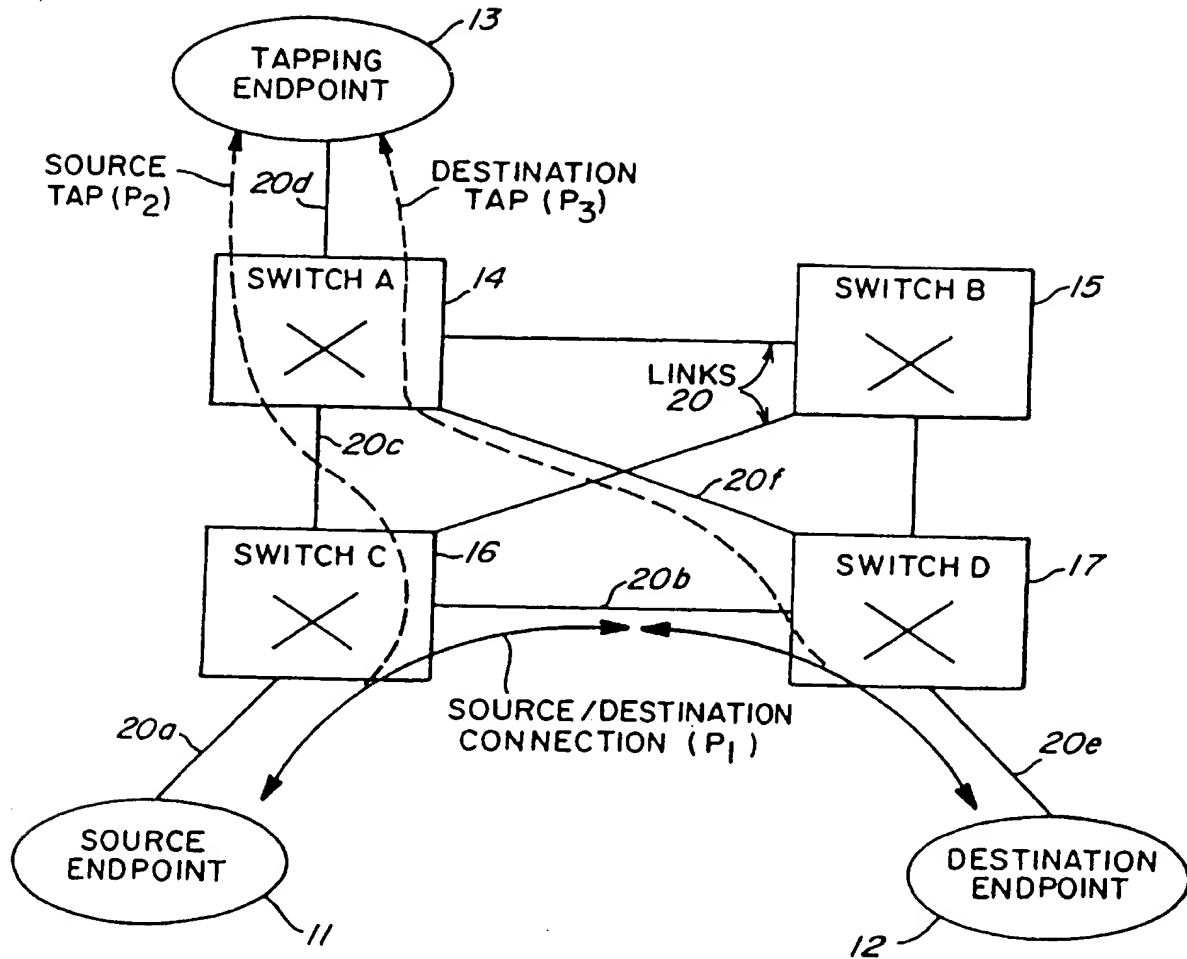 13
TAPPING
ENDPOINT
SOURCE
TAP (P2)
20d
DESTINATION
TAP (P3)
SWITCH A
14
SWITCH B
15
LINKS
20
20c
20f
SWITCH C
16
20b
SWITCH D
17
SOURCE/DESTINATION
CONNECTION (P1)
20a
20e
SOURCE
ENDPOINT
11
DESTINATION
ENDPOINT
12